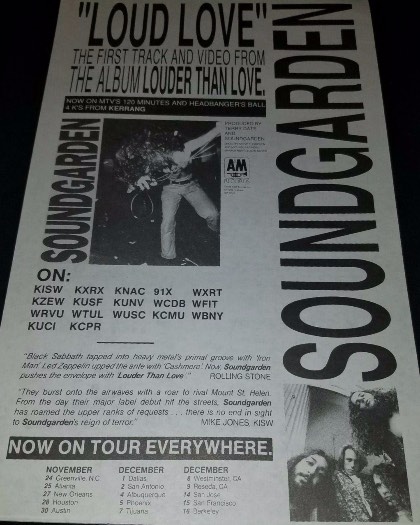 "LOUD LOVE"
THE FIRST TRACK AND VIDEO FROM
THE ALBUM LOUDER THAN LOVE.
NOW ON MTV'S 120 MINUTES AND HEADBANGER'S BALL
4 K'S FROM KERRANG
SOUNDGARDEN
PRODUCED BY
TERRY DATE
AND
SOUNDGARDEN
A&M
SOUNDGARDEN
ON:
KISW KXRX KNAC 91X WXRT
KZEW KUSF KUNV WCDB WFIT
WRVU WTUL WUSC KCMU WBNY
KUCI KCPR
"Black Sabbath tapped into heavy metal's primal groove with 'Iron
Man.' Led Zeppelin upped the ante with 'Cashmere'. Now, Soundgarden
pushes the envelope with 'Louder Than Love'." ROLLING STONE
"They burst onto the airwaves with a roar to rival Mount St. Helen.
From the day their major label debut hit the streets, Soundgarden
has roamed the upper ranks of requests . . . there is no end in sight
to Soundgarden's reign of terror." MIKE JONES KISW
NOW ON TOUR EVERYWHERE.
NOVEMBER DECEMBER DECEMBER
24 Greenville, N.C. 1 Dallas 8 Westminster, CA
25 Atlanta 2 San Antonio 9 Reseda, CA
27 New Orleans 4 Albuquerque 14 San Jose
28 Houston 5 Phoenix 15 San Francisco
30 Austin 7 Tijuana 16 Berkeley